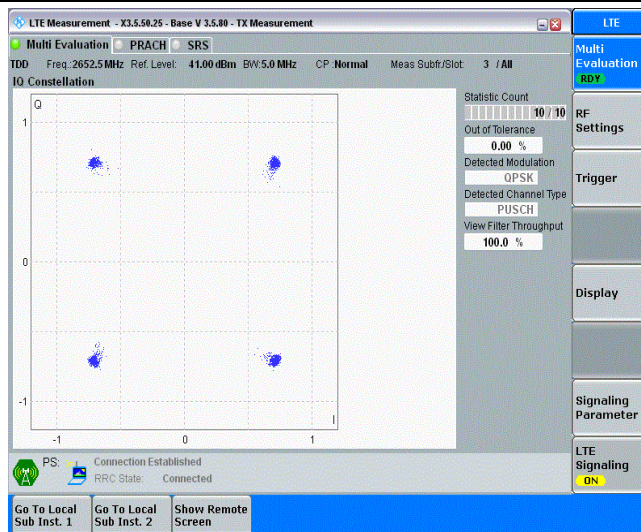 LTE Measurement - X3.5.50.25 - Base V 3.5.80 - TX Measurement
LTE
Multi Evaluation PRACH SRS
Multi
Evaluation
RDY
TDD Freq.:2652.5 MHz Ref. Level: 41.00 dBm BW:5.0 MHz CP :Normal Meas Subfr./Slot: 3 / All
IQ Constellation
Q
1
0
-1
-1 0 1
I
Statistic Count
10 / 10
Out of Tolerance
0.00 %
Detected Modulation
QPSK
Detected Channel Type
PUSCH
View Filter Throughput
100.0 %
RF
Settings
Trigger
Display
Signaling
Parameter
LTE
Signaling
ON
PS: Connection Established
RRC State: Connected
Go To Local
Sub Inst. 1
Go To Local
Sub Inst. 2
Show Remote
Screen